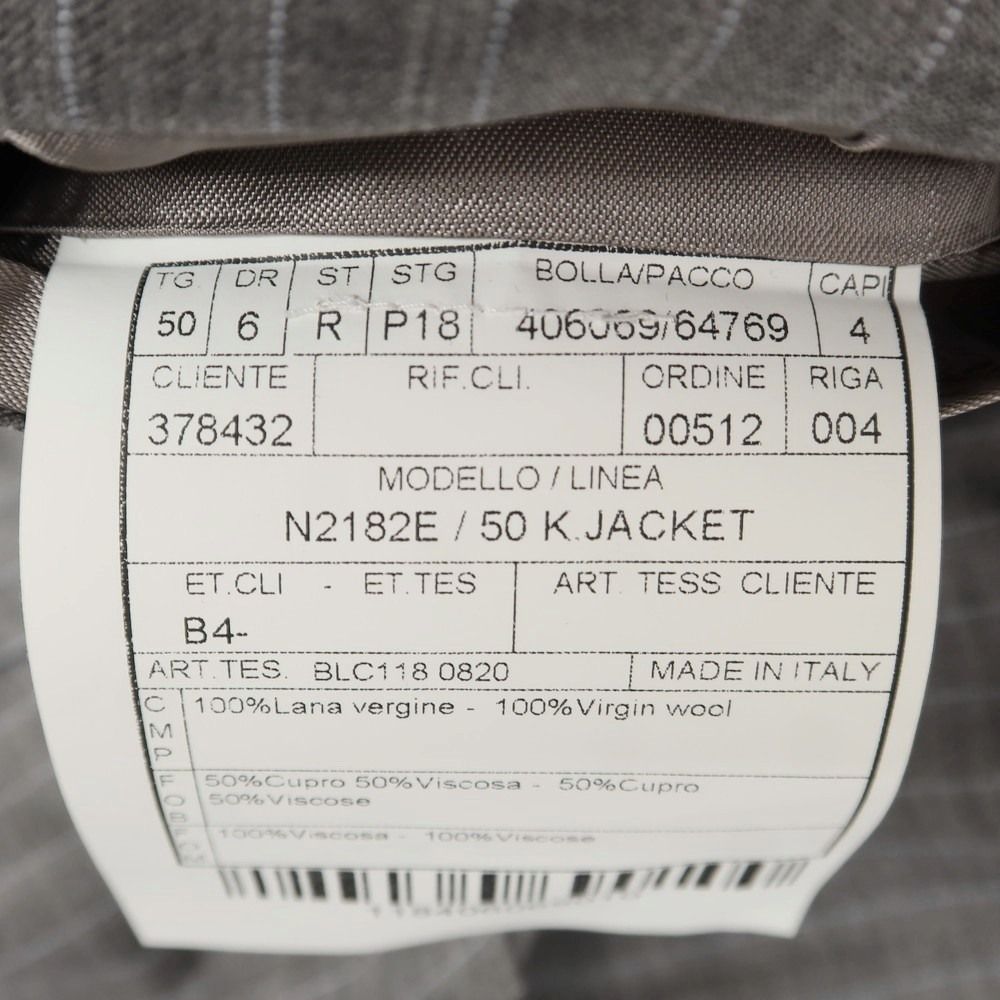 TG DR ST STG BOLLA/PACCO CAPI
50 6 R P18 406069/64769 4
CLIENTE RIF.CLI. ORDINE RIGA
378432 00512 004
MODELLO / LINEA
N2182E / 50 K.JACKET
ET.CLI - ET.TES ART. TESS CLIENTE
B4-
ART.TES. BLC118 0820 MADE IN ITALY
CMP 100%Lana vergine - 100%Virgin wool
FOB 50%Cupro 50%Viscosa - 50%Cupro
50%Viscose
FOM 100%Viscosa - 100%Viscose